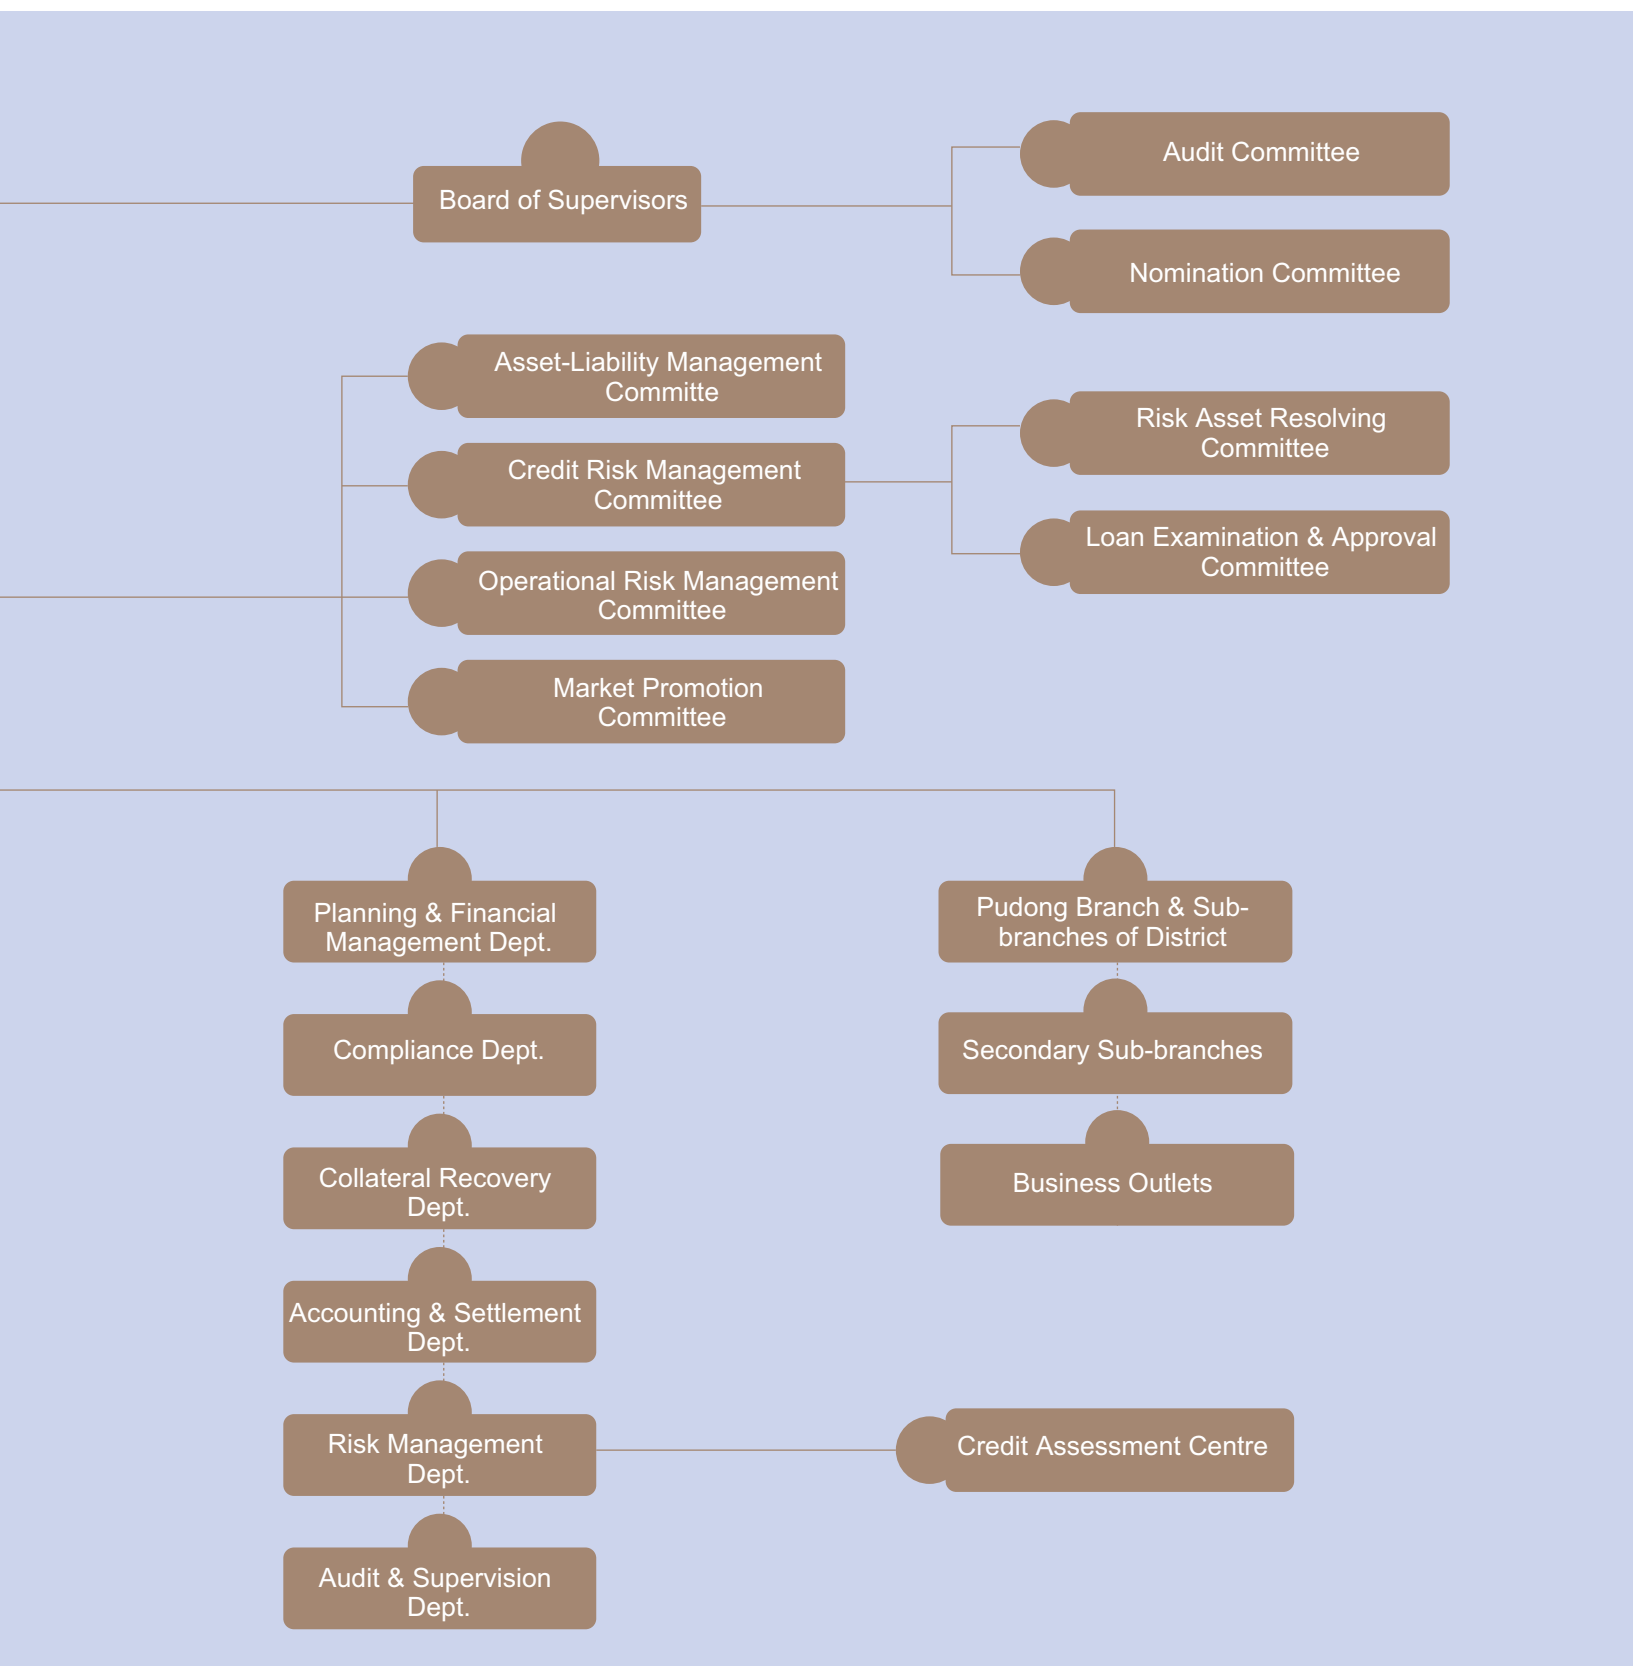 Board of Supervisors
Audit Committee
Nomination Committee
Asset-Liability Management
Committe
Credit Risk Management
Committee
Operational Risk Management
Committee
Market Promotion
Committee
Risk Asset Resolving
Committee
Loan Examination & Approval
Committee
Planning & Financial
Management Dept.
Compliance Dept.
Collateral Recovery
Dept.
Accounting & Settlement
Dept.
Risk Management
Dept.
Audit & Supervision
Dept.
Pudong Branch & Sub-
branches of District
Secondary Sub-branches
Business Outlets
Credit Assessment Centre